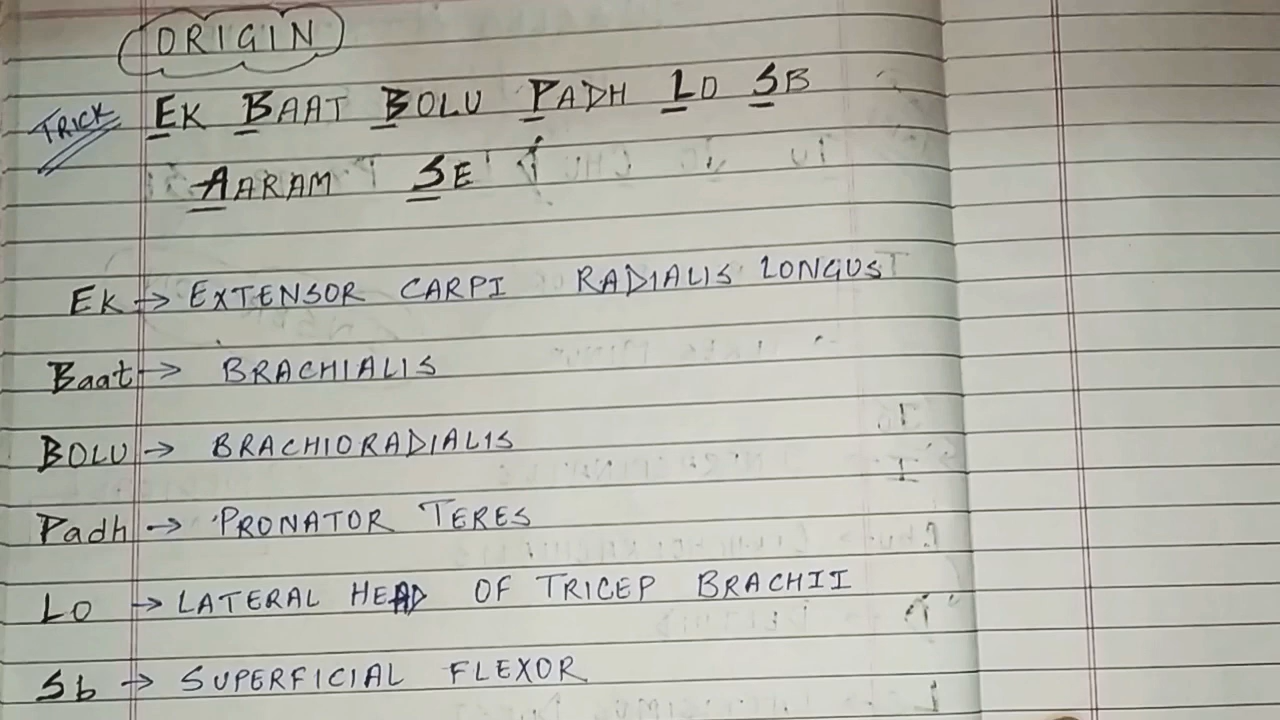 ORIGIN
TRICK EK BAAT BOLU PADH LO SB
AARAM SE
EK → EXTENSOR CARPI RADIALIS LONGUS
Baat → BRACHIALIS
BOLU → BRACHIORADIALIS
Padh → PRONATOR TERES
LO → LATERAL HEAD OF TRICEP BRACHII
Sb → SUPERFICIAL FLEXOR